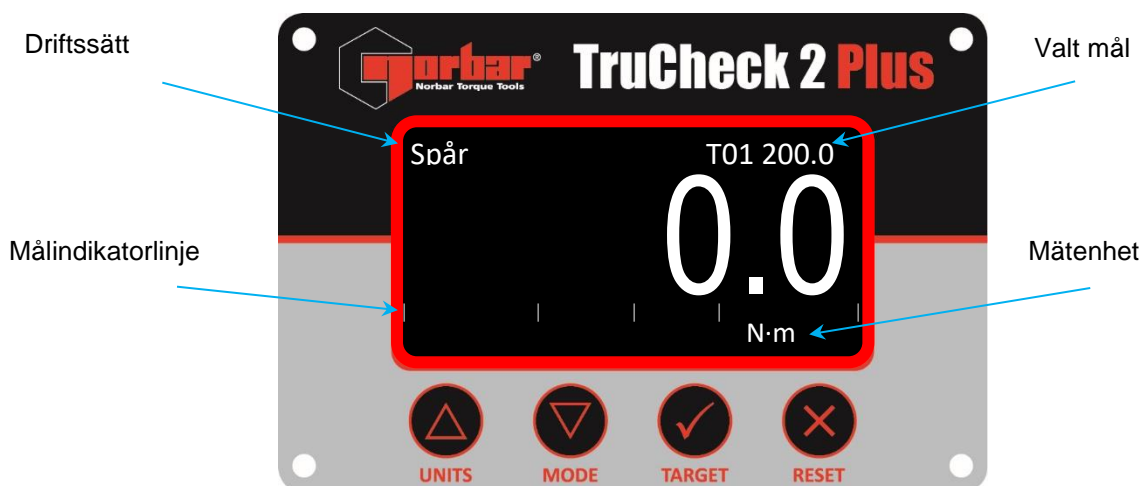 Driftssätt
Valt mål
norbar®
Norbar Torque Tools
TruCheck 2 Plus
Spår
T01 200.0
0.0
Målindikatorlinje
Mätenhet
N·m
UNITS
MODE
TARGET
RESET